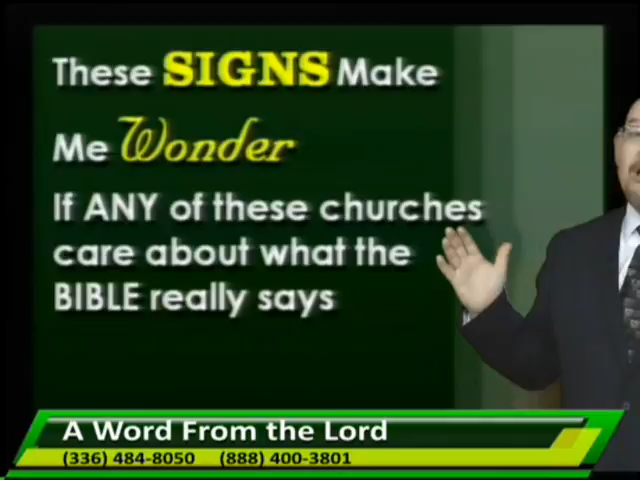 These SIGNS Make
Me Wonder
If ANY of these churches
care about what the
BIBLE really says
A Word From the Lord
(336) 484-8050 (888) 400-3801